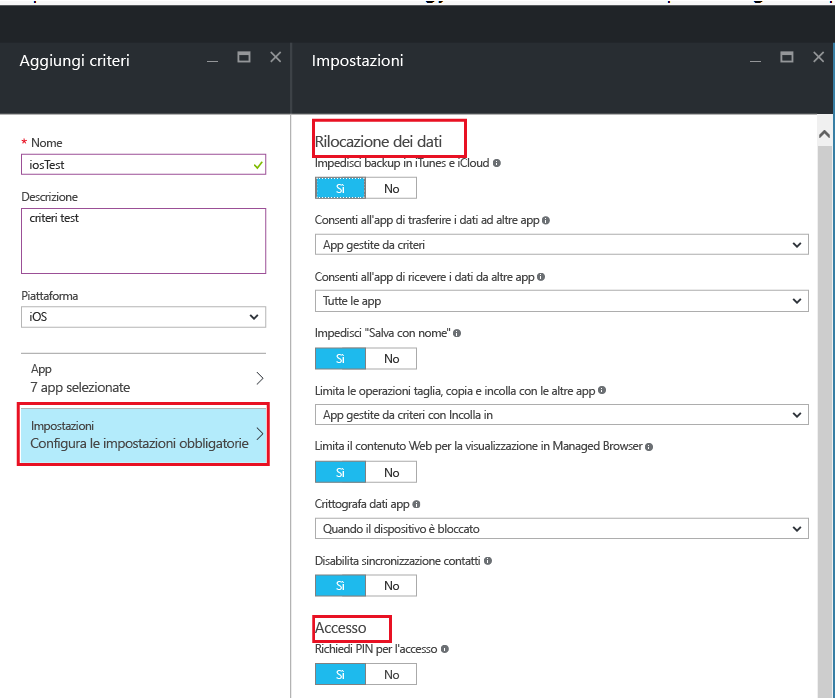 Aggiungi criteri
* Nome
iosTest
Descrizione
criteri test
Piattaforma
iOS
App
7 app selezionate
Impostazioni
Configura le impostazioni obbligatorie
Impostazioni
Rilocazione dei dati
Impedisci backup in iTunes e iCloud
Sì No
Consenti all'app di trasferire i dati ad altre app
App gestite da criteri
Consenti all'app di ricevere i dati da altre app
Tutte le app
Impedisci "Salva con nome"
Sì No
Limita le operazioni taglia, copia e incolla con le altre app
App gestite da criteri con Incolla in
Limita il contenuto Web per la visualizzazione in Managed Browser
Sì No
Crittografa dati app
Quando il dispositivo è bloccato
Disabilita sincronizzazione contatti
Sì No
Accesso
Richiedi PIN per l'accesso
Sì No